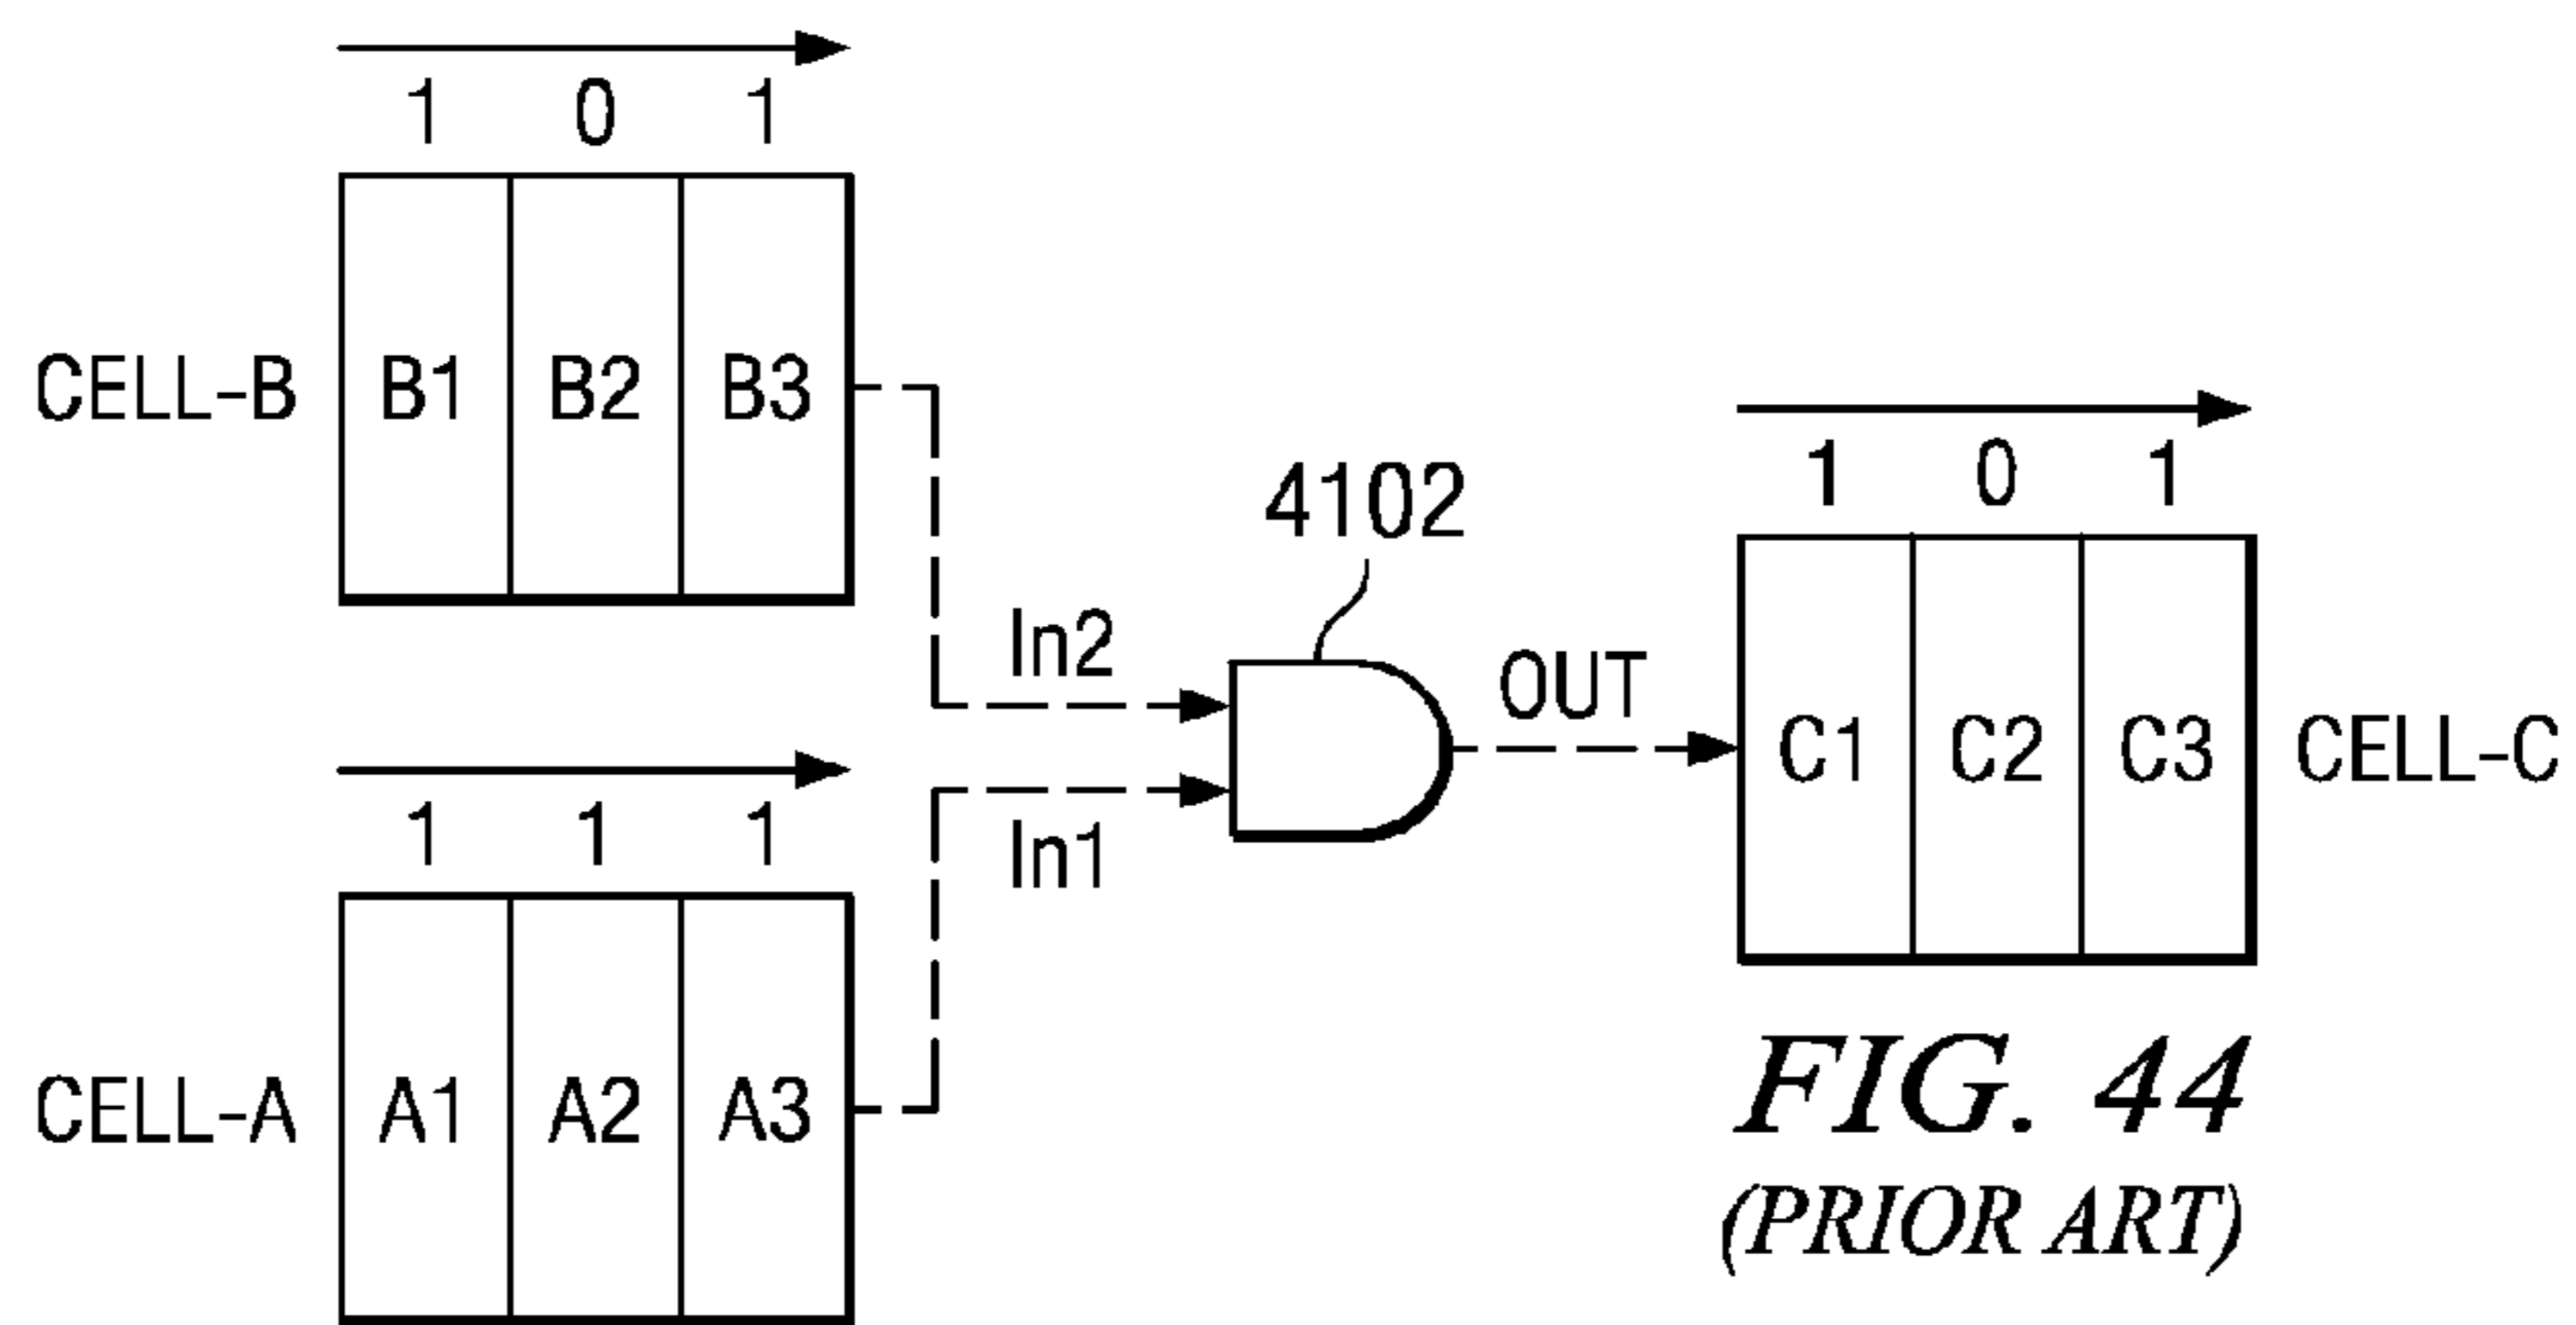 1 0 1
CELL-B B1 B2 B3
1 0 1
4102
In2
OUT
C1 C2 C3 CELL-C
1 1 1
In1
CELL-A A1 A2 A3
FIG. 44
(PRIOR ART)